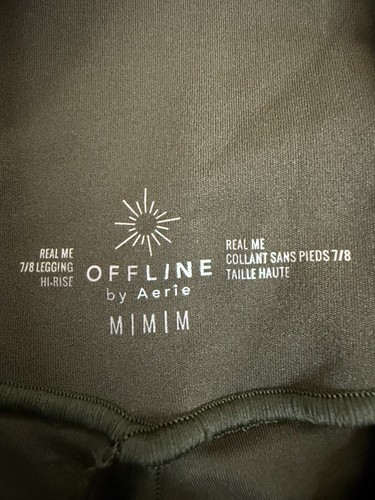 REAL ME
7/8 LEGGING
HI-RISE
OFFLINE
by Aerie
M|M|M
REAL ME
COLLANT SANS PIEDS 7/8
TAILLE HAUTE